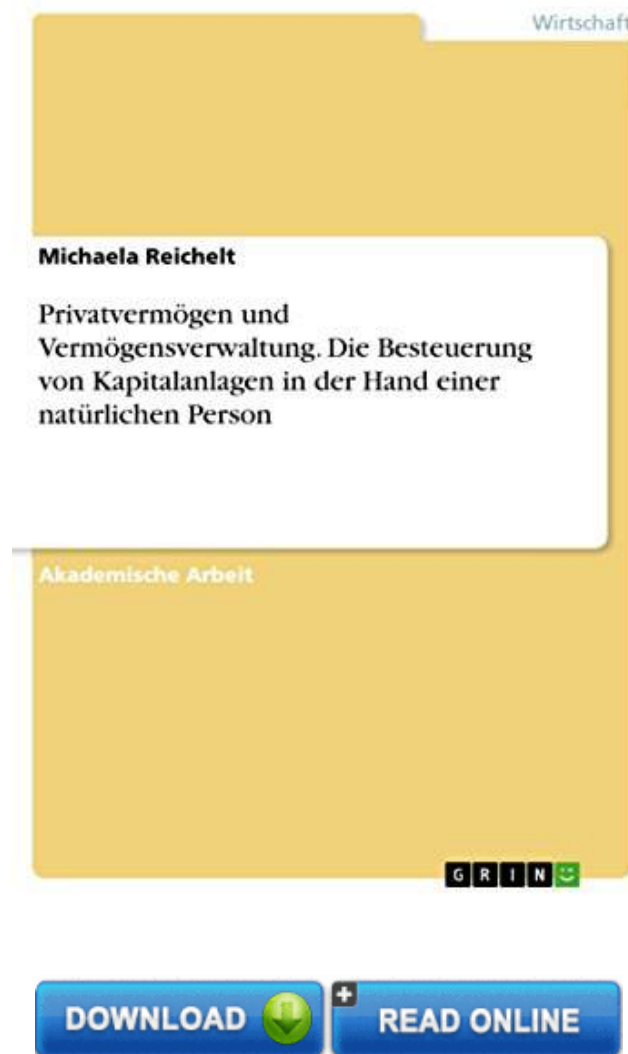 Wirtschaft
Michaela Reichelt
Privatvermögen und
Vermögensverwaltung. Die Besteuerung
von Kapitalanlagen in der Hand einer
natürlichen Person
Akademische Arbeit
GRIN
DOWNLOAD
READ ONLINE